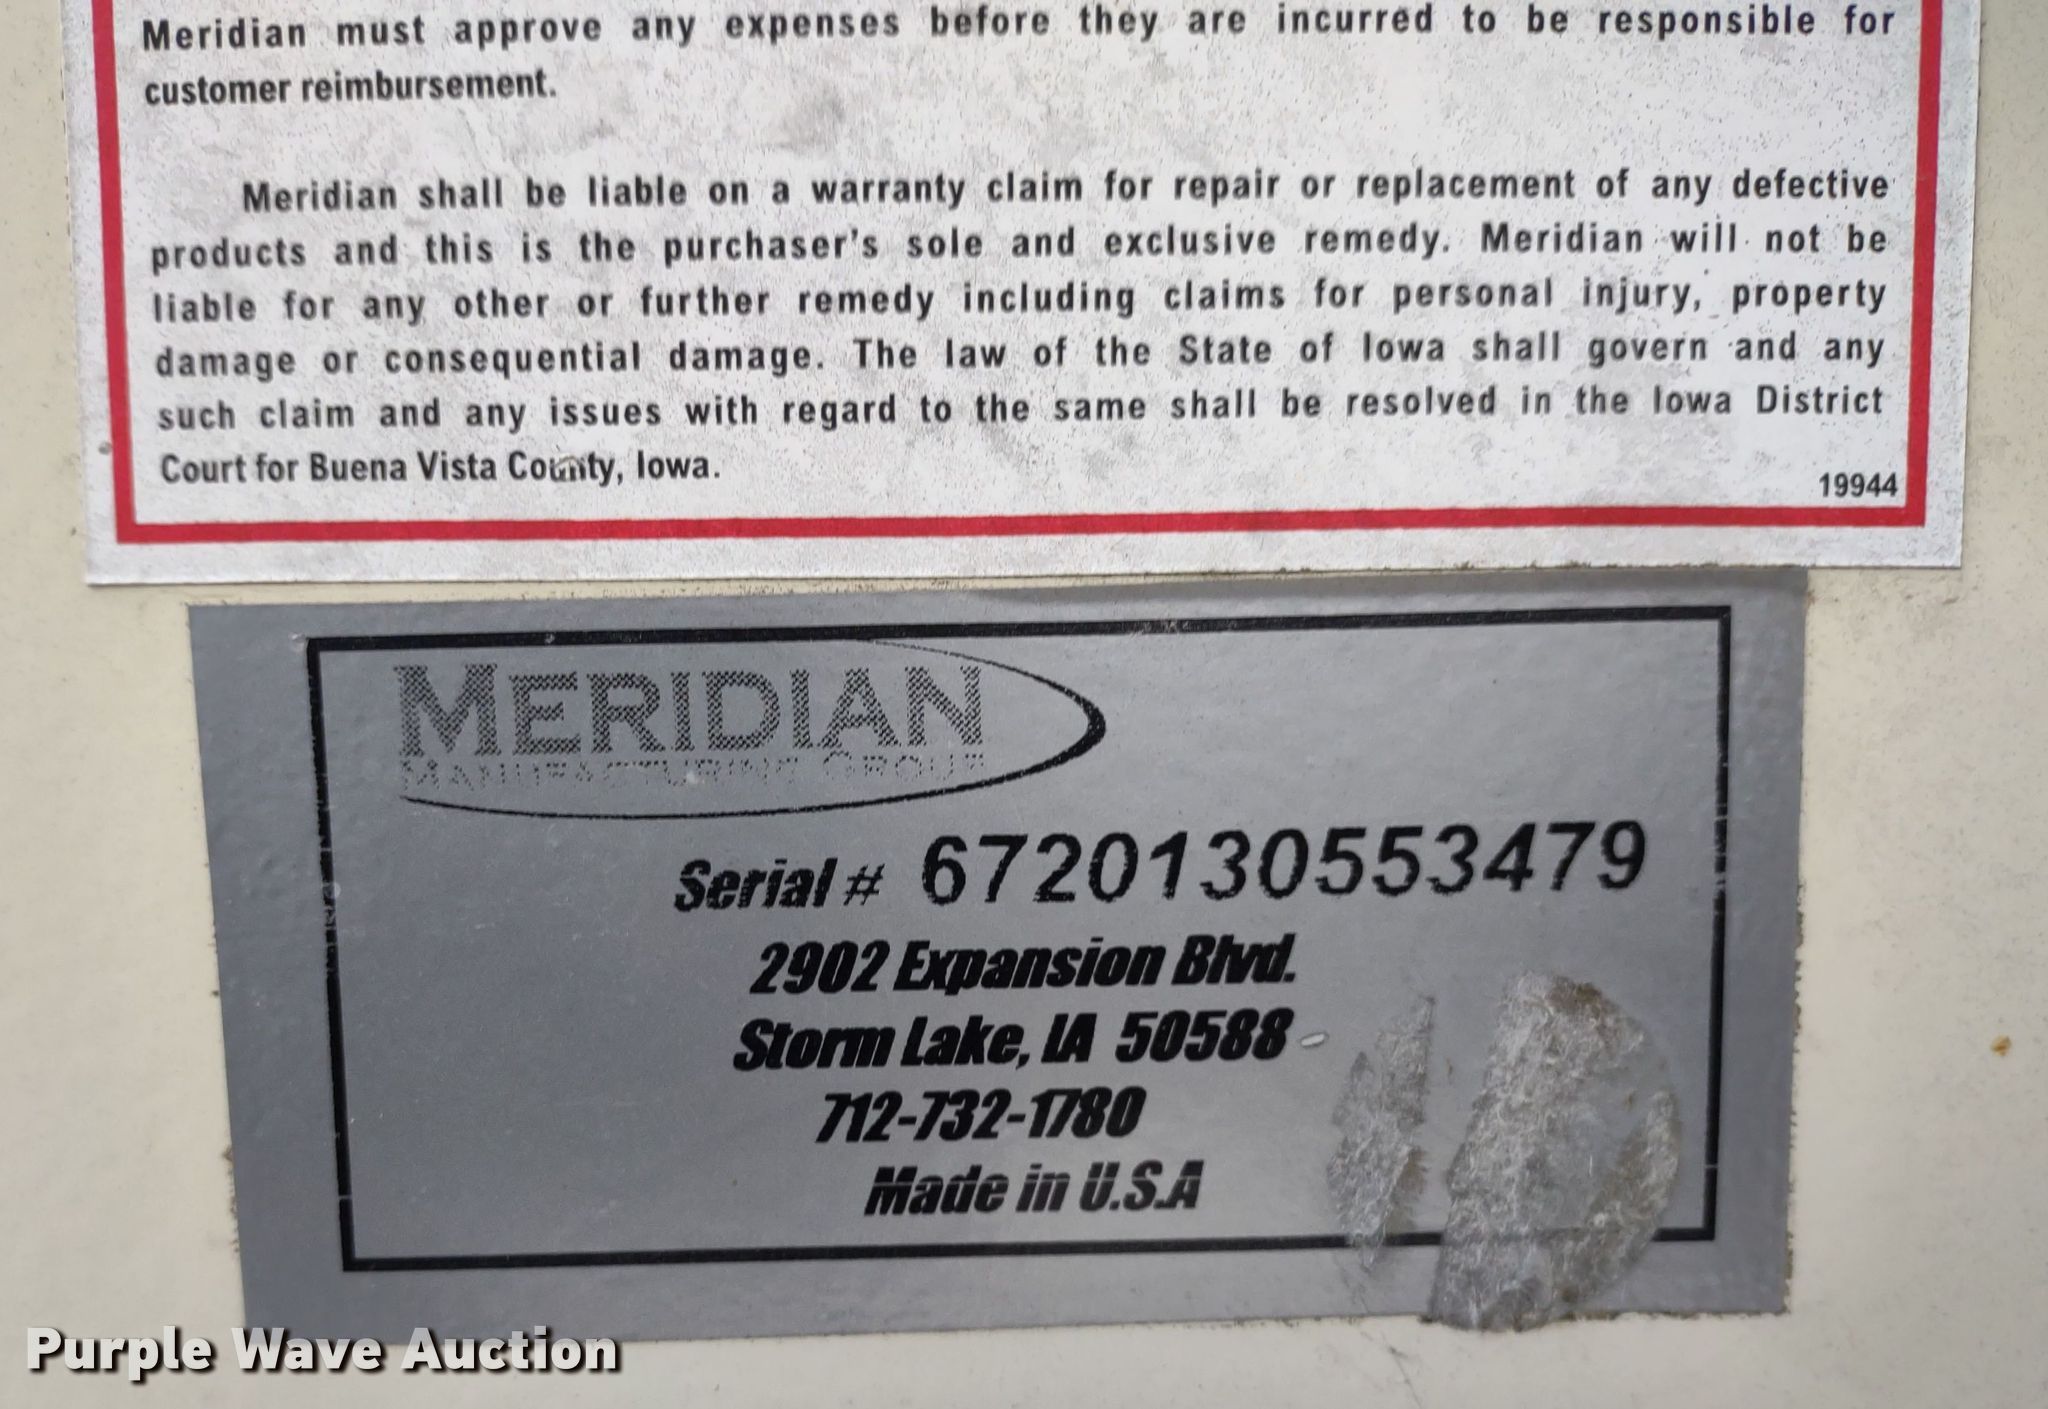 Meridian must approve any expenses before they are incurred to be responsible for
customer reimbursement.
Meridian shall be liable on a warranty claim for repair or replacement of any defective
products and this is the purchaser's sole and exclusive remedy. Meridian will not be
liable for any other or further remedy including claims for personal injury, property
damage or consequential damage. The law of the State of Iowa shall govern and any
such claim and any issues with regard to the same shall be resolved in the Iowa District
Court for Buena Vista County, Iowa.
19944
MERIDIAN
MANUFACTURING GROUP
Serial # 6720130553479
2902 Expansion Blvd.
Storm Lake, IA 50588
712-732-1780
Made in U.S.A
Purple Wave Auction